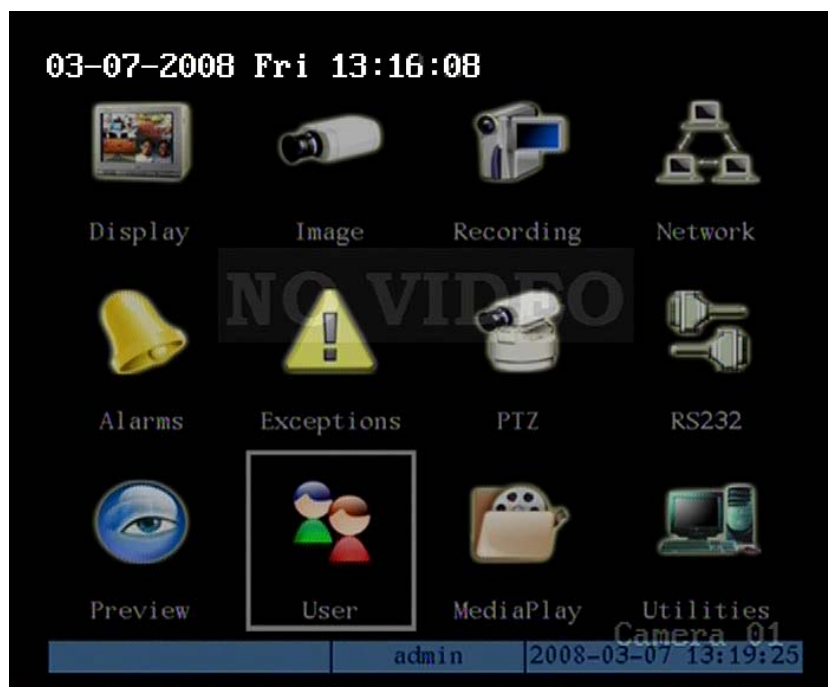 03-07-2008 Fri 13:16:08
Display Image Recording Network
NO VIDEO
Alarms Exceptions PTZ RS232
Preview User MediaPlay Utilities
Camera 01
admin 2008-03-07 13:19:25